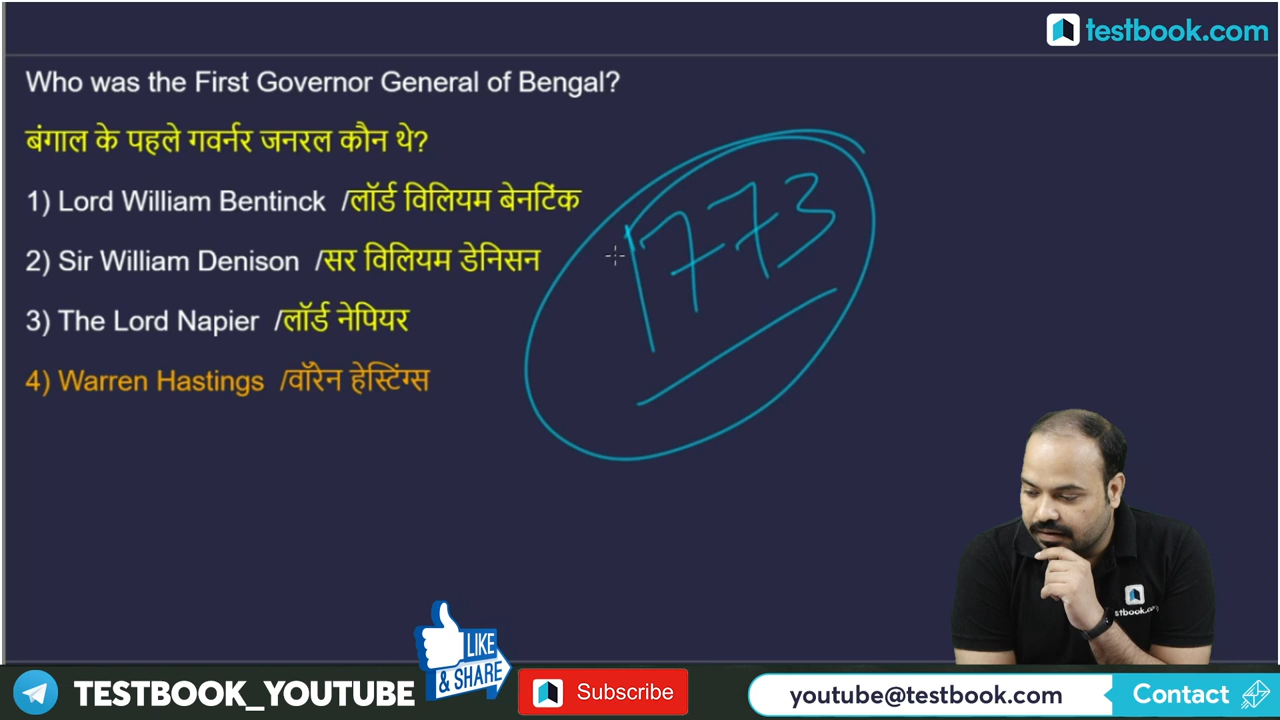 testbook.com
Who was the First Governor General of Bengal?
बंगाल के पहले गवर्नर जनरल कौन थे?
1) Lord William Bentinck /लॉर्ड विलियम बेनटिंक
2) Sir William Denison /सर विलियम डेनिसन
3) The Lord Napier /लॉर्ड नेपियर
4) Warren Hastings /वॉरेन हेस्टिंग्स
1773
testbook.com
LIKE
& SHARE
TESTBOOK_YOUTUBE
Subscribe
youtube@testbook.com
Contact